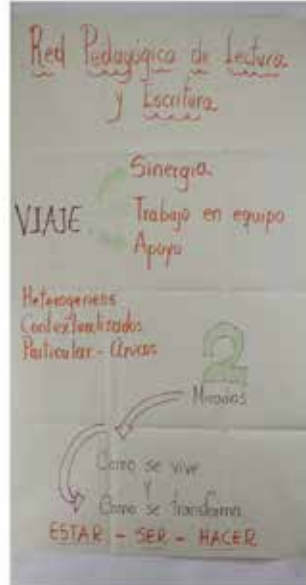 Red Pedagógica de Lectura
y Escritura
Sinergia
VIAJE
Trabajo en equipo
Apoyo
Heterogéneos
Contextualizados
Particular - Únicos
2
Miradas
Como se vive
y
Como se transforma
ESTAR - SER - HACER